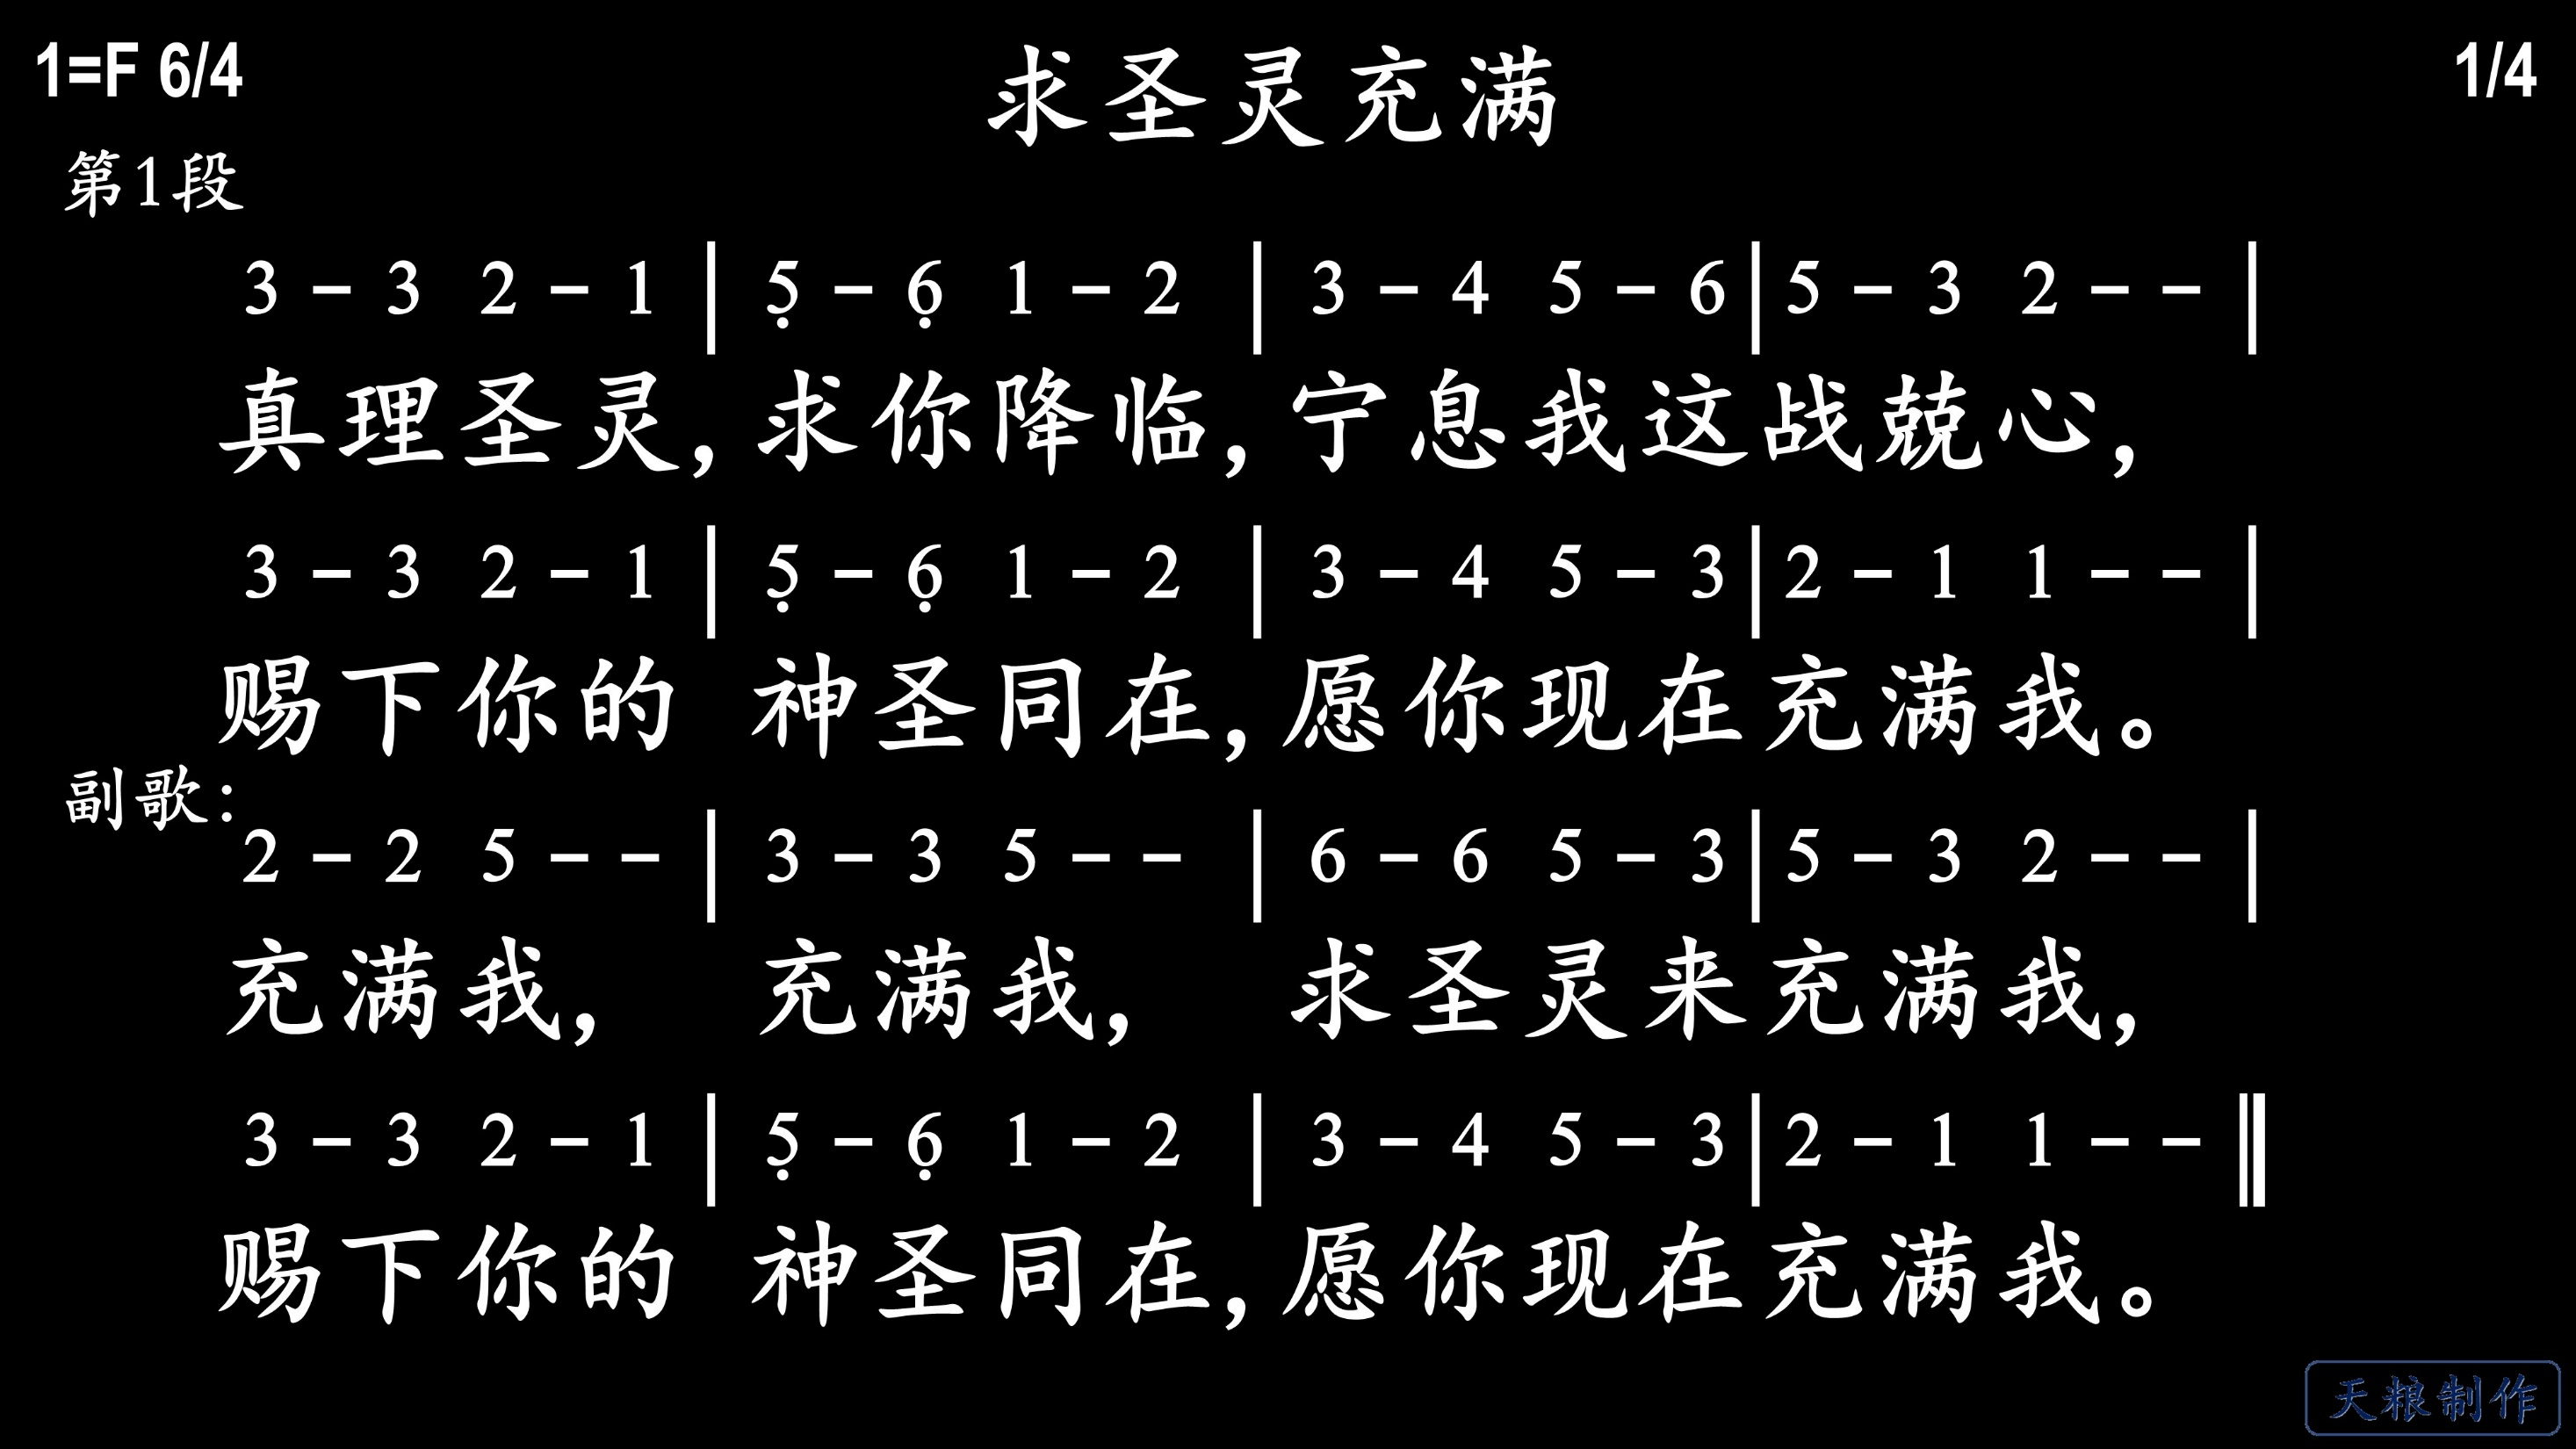 1=F 6/4 求圣灵充满 1/4
第1段
3 – 3 2 – 1 | 5̣ – 6̣ 1 – 2 | 3 – 4 5 – 6 | 5 – 3 2 – – |
真理圣灵,求你降临,宁息我这战兢心,
3 – 3 2 – 1 | 5̣ – 6̣ 1 – 2 | 3 – 4 5 – 3 | 2 – 1 1 – – |
赐下你的 神圣同在,愿你现在充满我。
副歌:
2 – 2 5 – – | 3 – 3 5 – – | 6 – 6 5 – 3 | 5 – 3 2 – – |
充满我, 充满我, 求圣灵来充满我,
3 – 3 2 – 1 | 5̣ – 6̣ 1 – 2 | 3 – 4 5 – 3 | 2 – 1 1 – – ‖
赐下你的 神圣同在,愿你现在充满我。
天粮制作